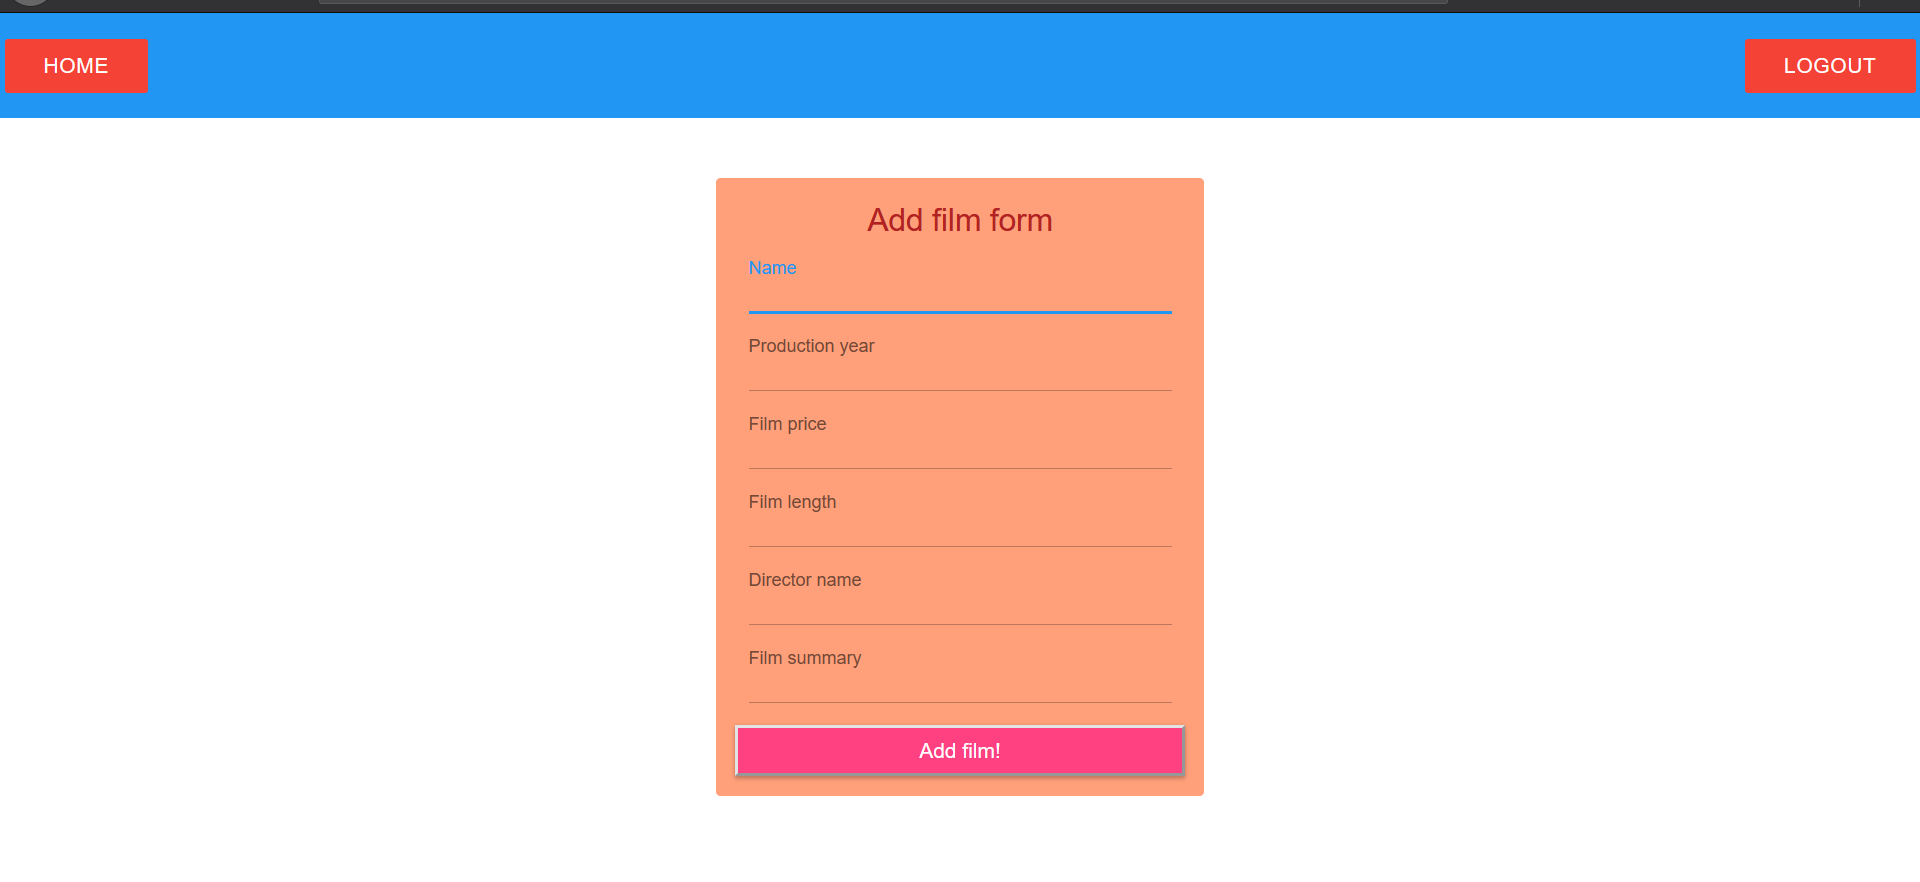 HOME
LOGOUT
Add film form
Name
Production year
Film price
Film length
Director name
Film summary
Add film!